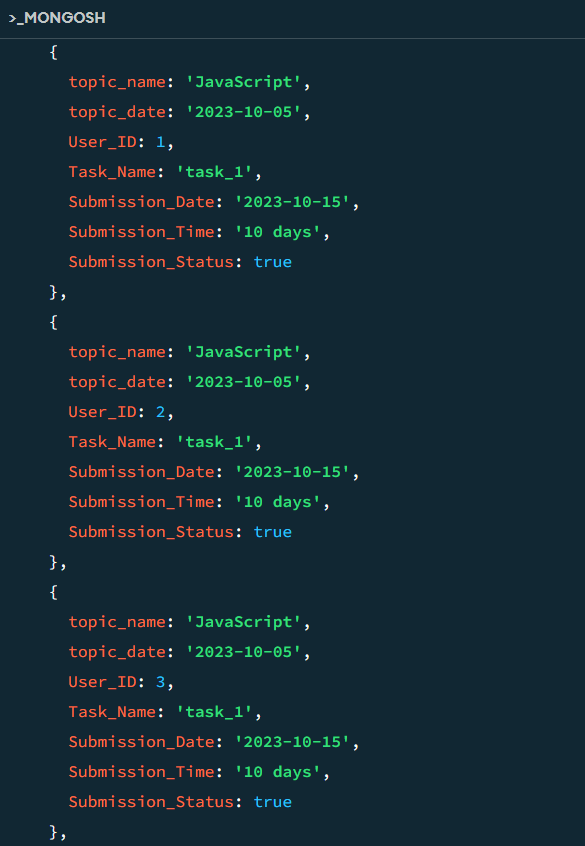 >_MONGOSH
{
topic_name: 'JavaScript',
topic_date: '2023-10-05',
User_ID: 1,
Task_Name: 'task_1',
Submission_Date: '2023-10-15',
Submission_Time: '10 days',
Submission_Status: true
},
{
topic_name: 'JavaScript',
topic_date: '2023-10-05',
User_ID: 2,
Task_Name: 'task_1',
Submission_Date: '2023-10-15',
Submission_Time: '10 days',
Submission_Status: true
},
{
topic_name: 'JavaScript',
topic_date: '2023-10-05',
User_ID: 3,
Task_Name: 'task_1',
Submission_Date: '2023-10-15',
Submission_Time: '10 days',
Submission_Status: true
},